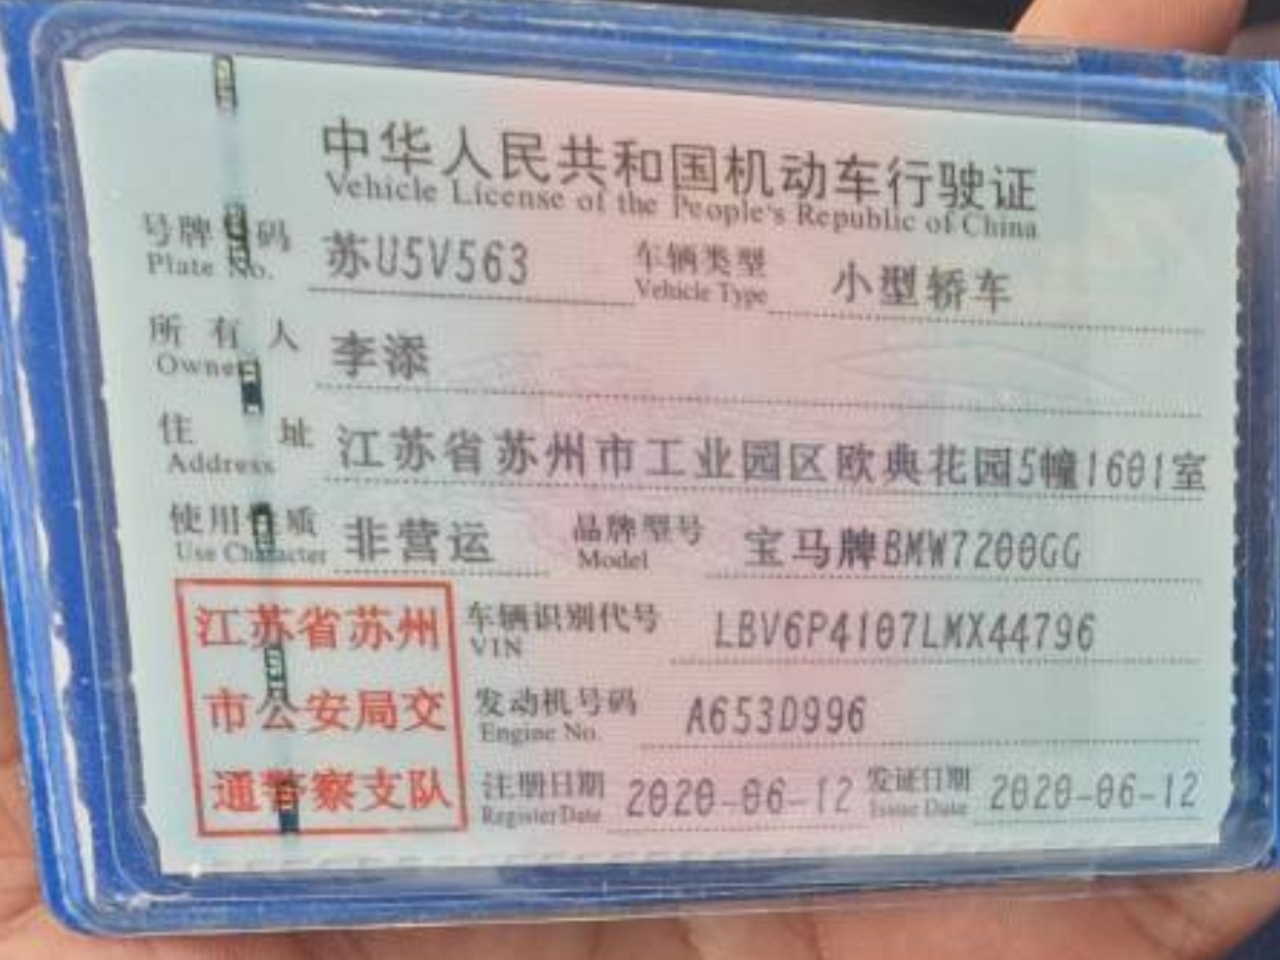 中华人民共和国机动车行驶证
Vehicle License of the People's Republic of China
号牌号码 苏U5V563 车辆类型 小型轿车
Plate No. Vehicle Type
所有人 李添
Owner
住址 江苏省苏州市工业园区欧典花园5幢1601室
Address
使用性质 非营运 品牌型号 宝马牌BMW7200GG
Use Character Model
江苏省苏州
市公安局交
通警察支队
车辆识别代号 LBV6P4107LMX44796
VIN
发动机号码 A653D996
Engine No.
注册日期 2020-06-12 发证日期 2020-06-12
Register Date Issue Date